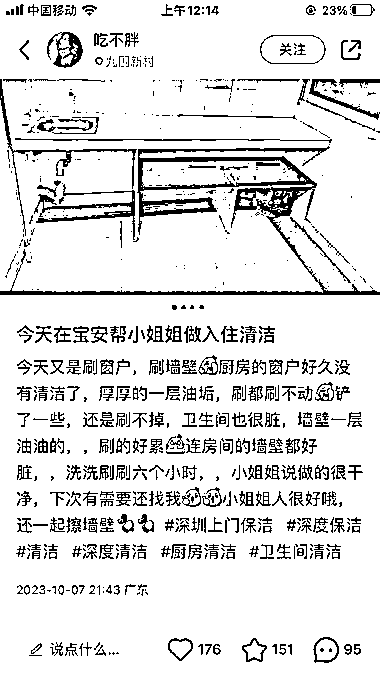 中国移动 上午12:14 23%
吃不胖
九围新村
关注
今天在宝安帮小姐姐做入住清洁
今天又是刷窗户，刷墙壁厨房的窗户好久没
有清洁了，厚厚的一层油垢，刷都刷不动铲
了一些，还是刷不掉，卫生间也很脏，墙壁一层
油油的，，刷的好累连房间的墙壁都好
脏，，洗洗刷刷六个小时，，小姐姐说做的很干
净，下次有需要还找我小姐姐人很好哦，
还一起擦墙壁 #深圳上门保洁 #深度保洁
#清洁 #深度清洁 #厨房清洁 #卫生间清洁
2023-10-07 21:43 广东
说点什么... 176 151 95